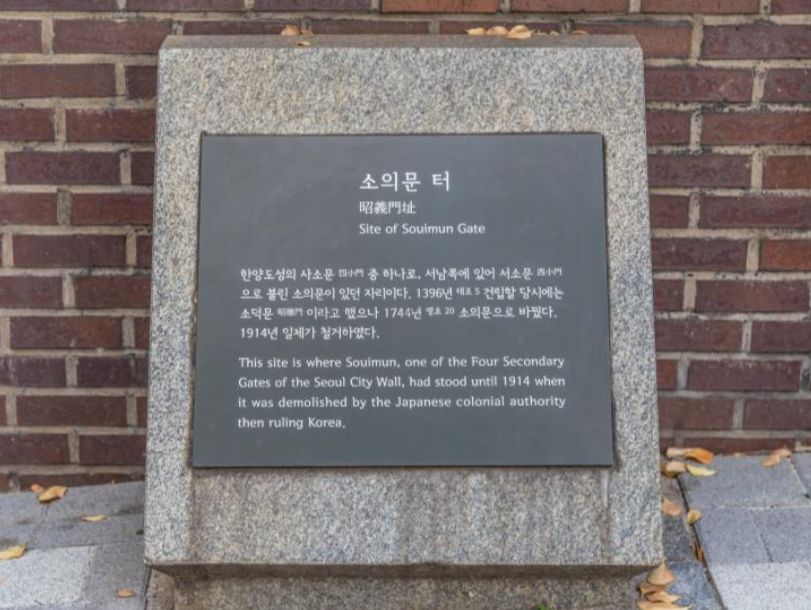 소의문 터
昭義門址
Site of Souimun Gate
한양도성의 사소문 四小門 중 하나로, 서남쪽에 있어 서소문 西小門
으로 불린 소의문이 있던 자리이다. 1396년 태조 5 건립할 당시에는
소덕문 昭德門 이라고 했으나 1744년 영조 20 소의문으로 바꿨다.
1914년 일제가 철거하였다.
This site is where Souimun, one of the Four Secondary
Gates of the Seoul City Wall, had stood until 1914 when
it was demolished by the Japanese colonial authority
then ruling Korea.